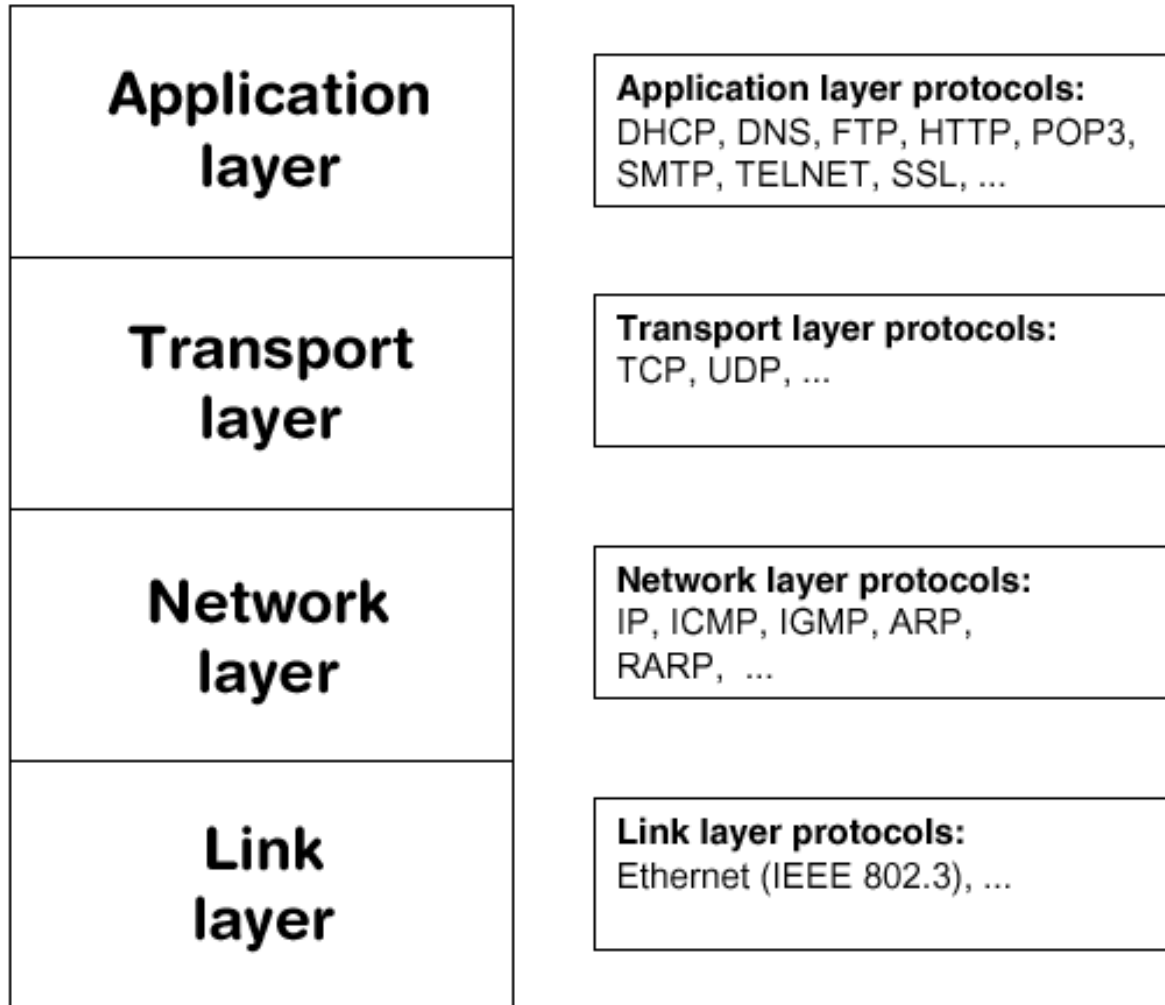 Application
layer
Application layer protocols:
DHCP, DNS, FTP, HTTP, POP3,
SMTP, TELNET, SSL, ...
Transport
layer
Transport layer protocols:
TCP, UDP, ...
Network
layer
Network layer protocols:
IP, ICMP, IGMP, ARP,
RARP, ...
Link
layer
Link layer protocols:
Ethernet (IEEE 802.3), ...